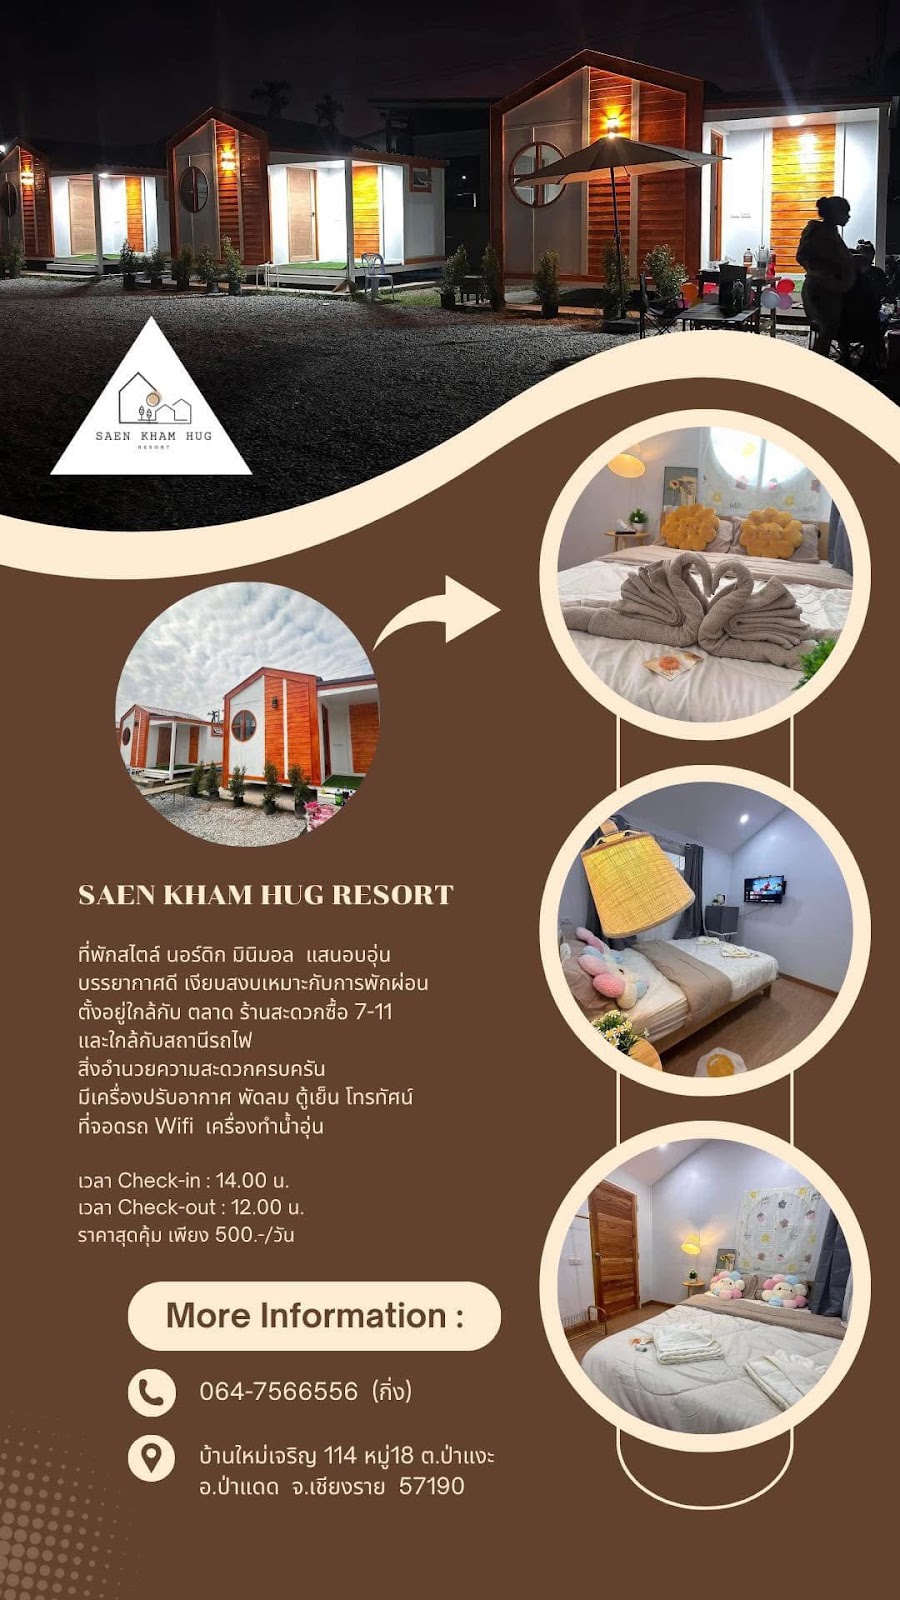 SAEN KHAM HUG
RESORT
SAEN KHAM HUG RESORT
ที่พักสไตล์ นอร์ดิก มินิมอล แสนอบอุ่น
บรรยากาศดี เงียบสงบเหมาะกับการพักผ่อน
ตั้งอยู่ใกล้กับ ตลาด ร้านสะดวกซื้อ 7-11
และใกล้กับสถานีรถไฟ
สิ่งอำนวยความสะดวกครบครัน
มีเครื่องปรับอากาศ พัดลม ตู้เย็น โทรทัศน์
ที่จอดรถ Wifi เครื่องทำน้ำอุ่น
เวลา Check-in : 14.00 น.
เวลา Check-out : 12.00 น.
ราคาสุดคุ้ม เพียง 500.-/วัน
More Information :
064-7566556 (กิ่ง)
บ้านใหม่เจริญ 114 หมู่18 ต.ป่าแงะ
อ.ป่าแดด จ.เชียงราย 57190